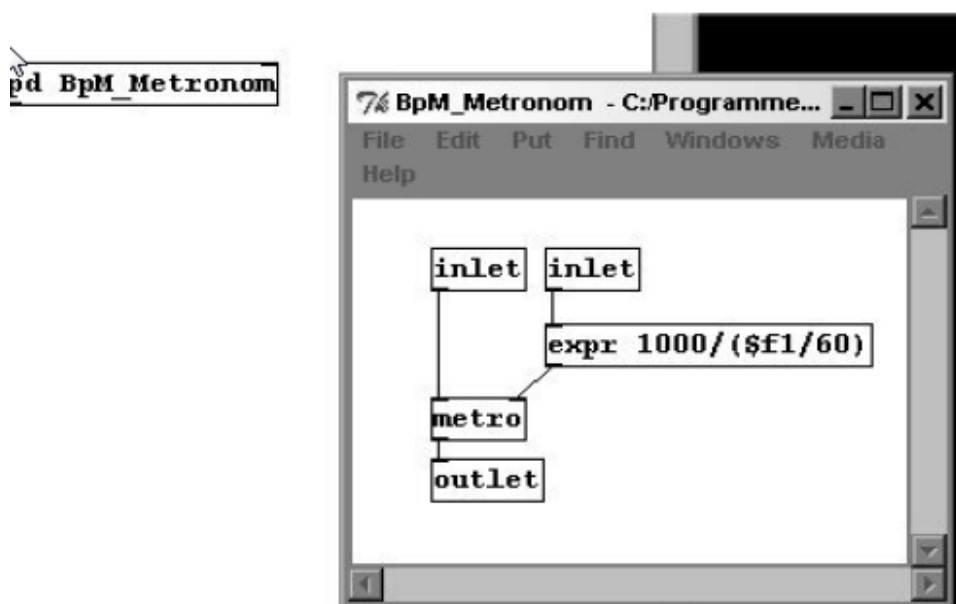 pd BpM_Metronom
BpM_Metronom - C:/Programme...
File Edit Put Find Windows Media
Help
inlet inlet
expr 1000/($f1/60)
metro
outlet